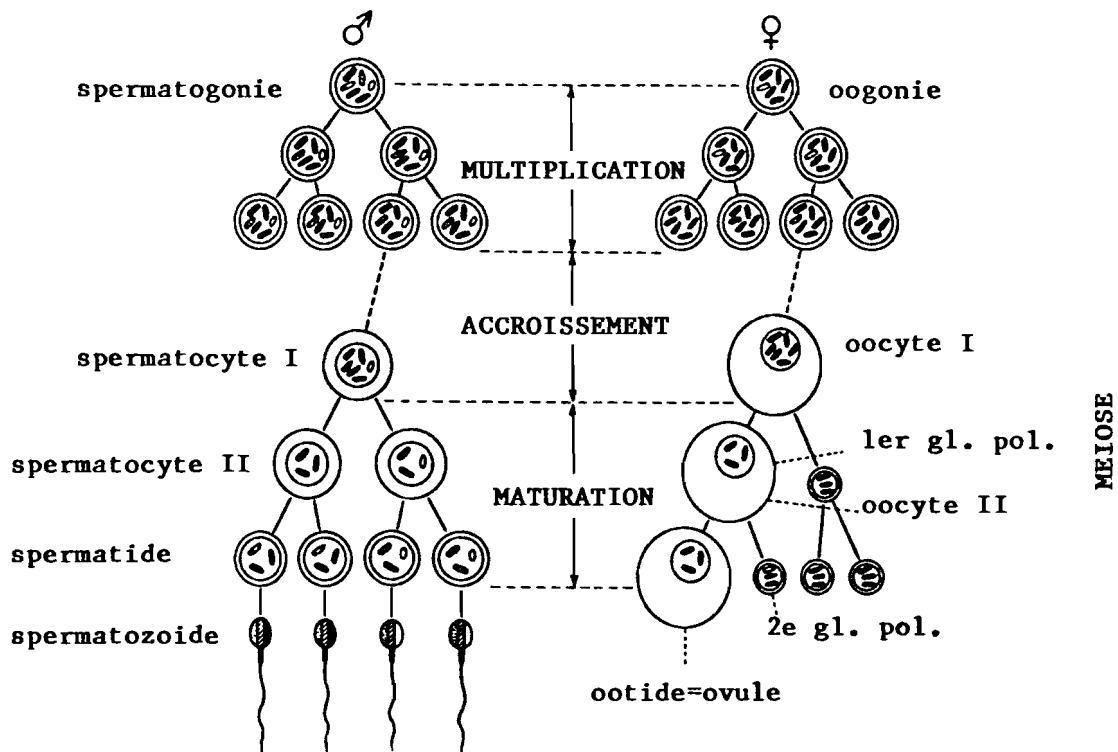 ♂
♀
spermatogonie
oogonie
MULTIPLICATION
ACCROISSEMENT
spermatocyte I
oocyte I
MEIOSE
1er gl. pol.
spermatocyte II
MATURATION
oocyte II
spermatide
spermatozoide
2e gl. pol.
ootide=ovule